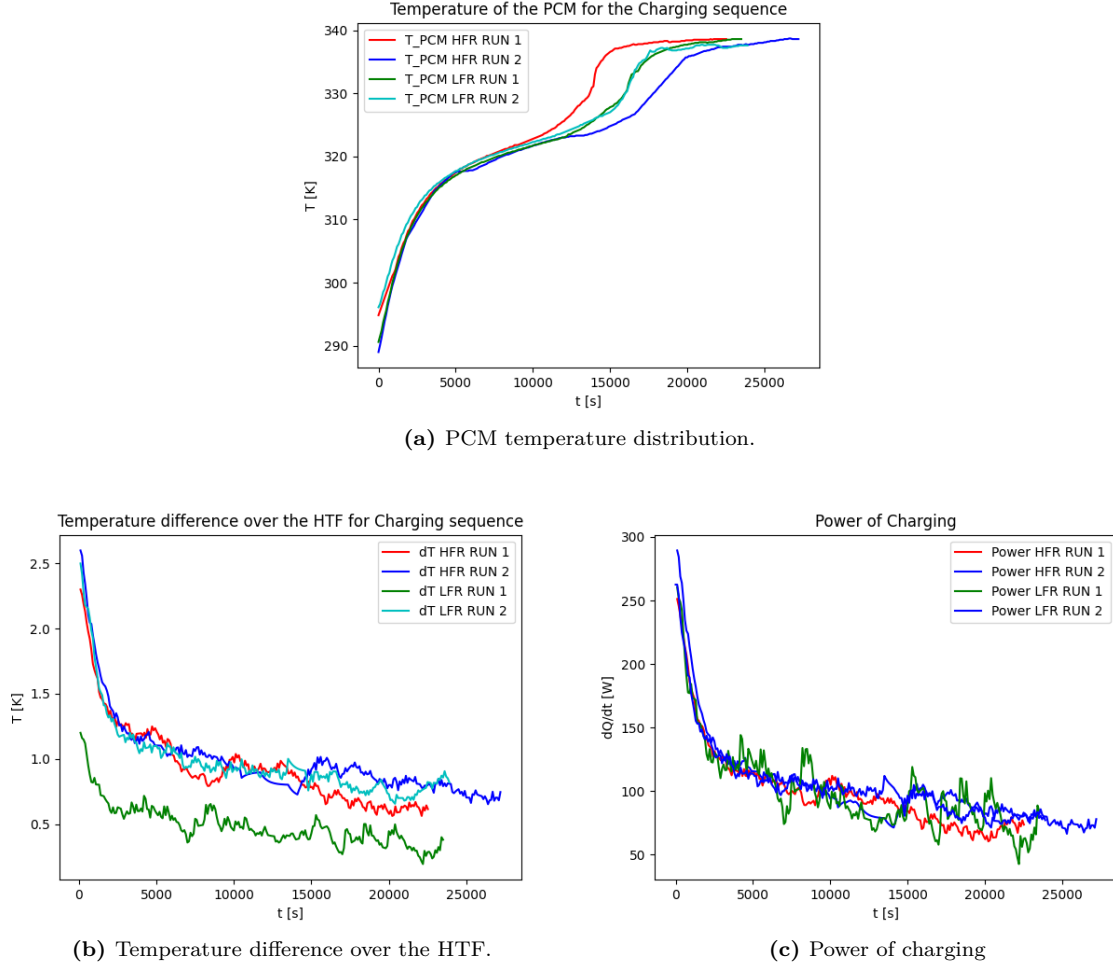 Temperature of the PCM for the Charging sequence
T_PCM HFR RUN 1
T_PCM HFR RUN 2
T_PCM LFR RUN 1
T_PCM LFR RUN 2
340
330
320
310
300
290
T [K]
0 5000 10000 15000 20000 25000
t [s]
(a) PCM temperature distribution.
Temperature difference over the HTF for Charging sequence
dT HFR RUN 1
dT HFR RUN 2
dT LFR RUN 1
dT LFR RUN 2
2.5
2.0
1.5
1.0
0.5
T [K]
0 5000 10000 15000 20000 25000
t [s]
(b) Temperature difference over the HTF.
Power of Charging
Power HFR RUN 1
Power HFR RUN 2
Power LFR RUN 1
Power LFR RUN 2
300
250
200
150
100
50
dQ/dt [W]
0 5000 10000 15000 20000 25000
t [s]
(c) Power of charging